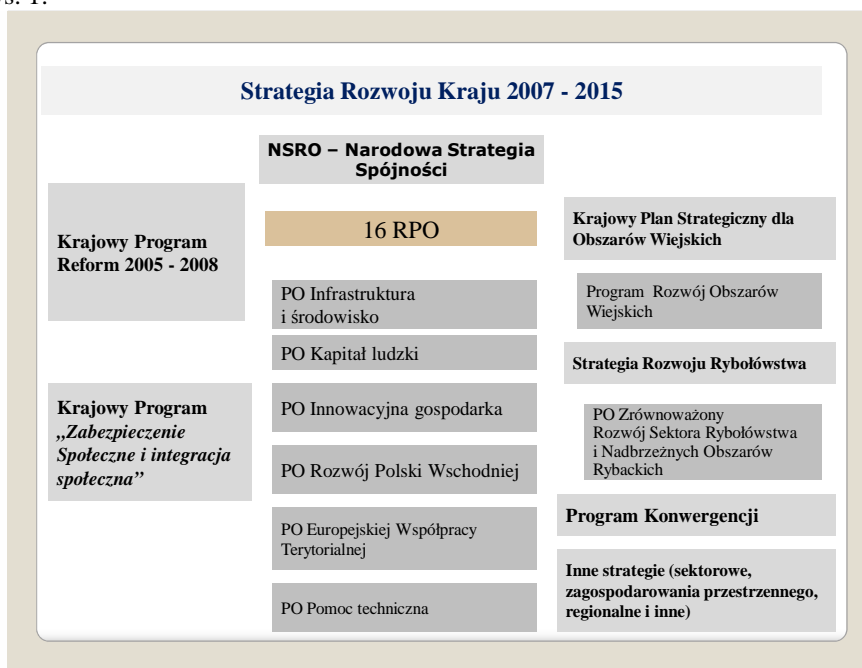 s. 1.
Strategia Rozwoju Kraju 2007 - 2015
NSRO – Narodowa Strategia
Spójności
Krajowy Program
Reform 2005 - 2008
Krajowy Program
„Zabezpieczenie
Społeczne i integracja
społeczna”
16 RPO
PO Infrastruktura
i środowisko
PO Kapitał ludzki
PO Innowacyjna gospodarka
PO Rozwój Polski Wschodniej
PO Europejskiej Współpracy
Terytorialnej
PO Pomoc techniczna
Krajowy Plan Strategiczny dla
Obszarów Wiejskich
Program Rozwój Obszarów
Wiejskich
Strategia Rozwoju Rybołówstwa
PO Zrównoważony
Rozwój Sektora Rybołówstwa
i Nadbrzeżnych Obszarów
Rybackich
Program Konwergencji
Inne strategie (sektorowe,
zagospodarowania przestrzennego,
regionalne i inne)